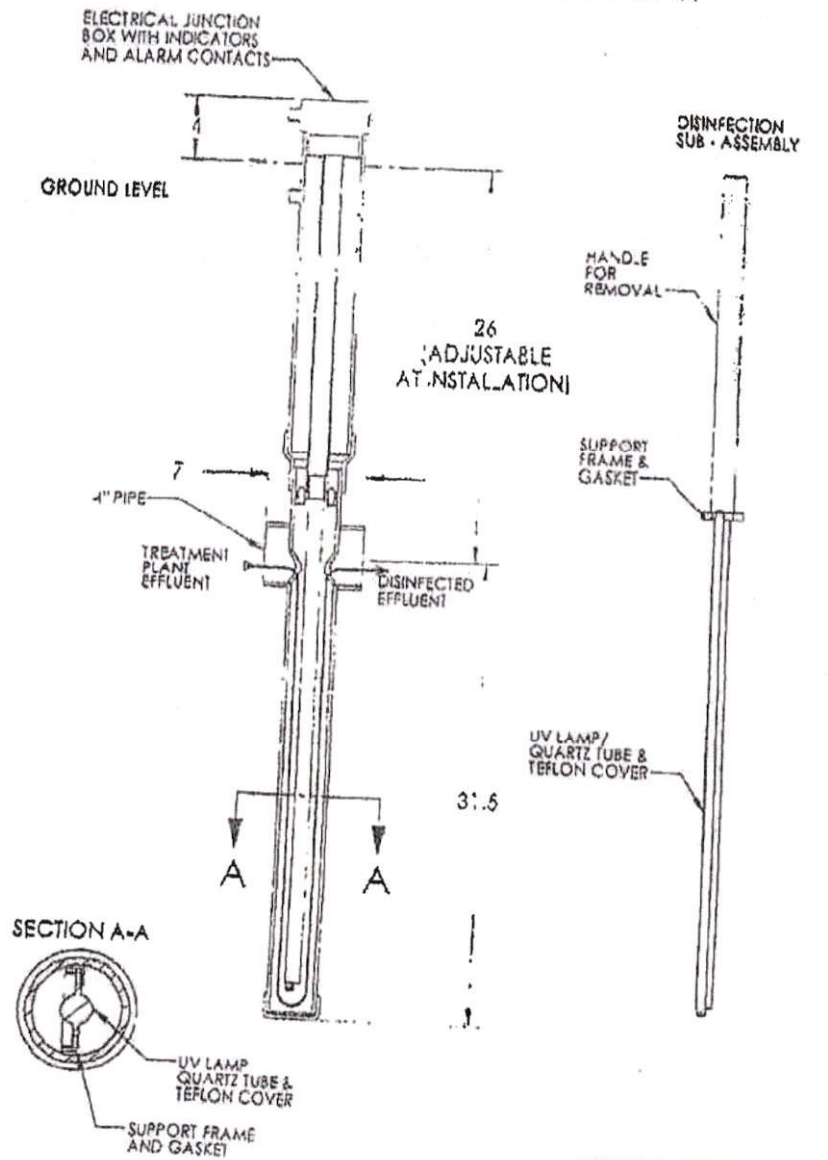 ELECTRICAL JUNCTION
BOX WITH INDICATORS
AND ALARM CONTACTS
4
GROUND LEVEL
DISINFECTION
SUB - ASSEMBLY
HANDLE
FOR
REMOVAL
26
(ADJUSTABLE
AT INSTALLATION)
SUPPORT
FRAME &
GASKET
7
4" PIPE
TREATMENT
PLANT
EFFLUENT
DISINFECTED
EFFLUENT
UV LAMP/
QUARTZ TUBE &
TEFLON COVER
31.5
A
A
SECTION A-A
UV LAMP
QUARTZ TUBE &
TEFLON COVER
SUPPORT FRAME
AND GASKET